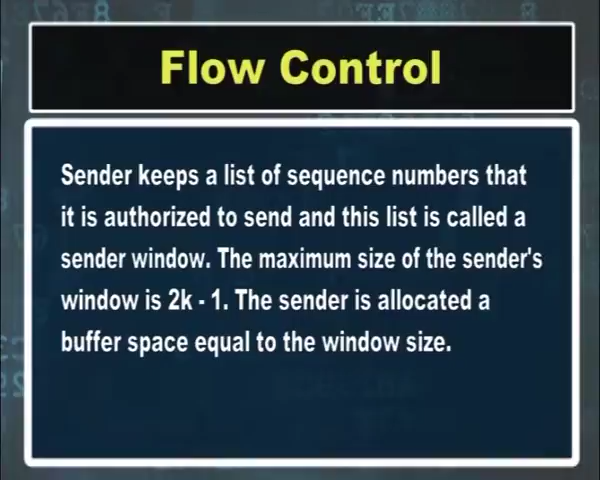 Flow Control
Sender keeps a list of sequence numbers that
it is authorized to send and this list is called a
sender window. The maximum size of the sender's
window is 2k - 1. The sender is allocated a
buffer space equal to the window size.